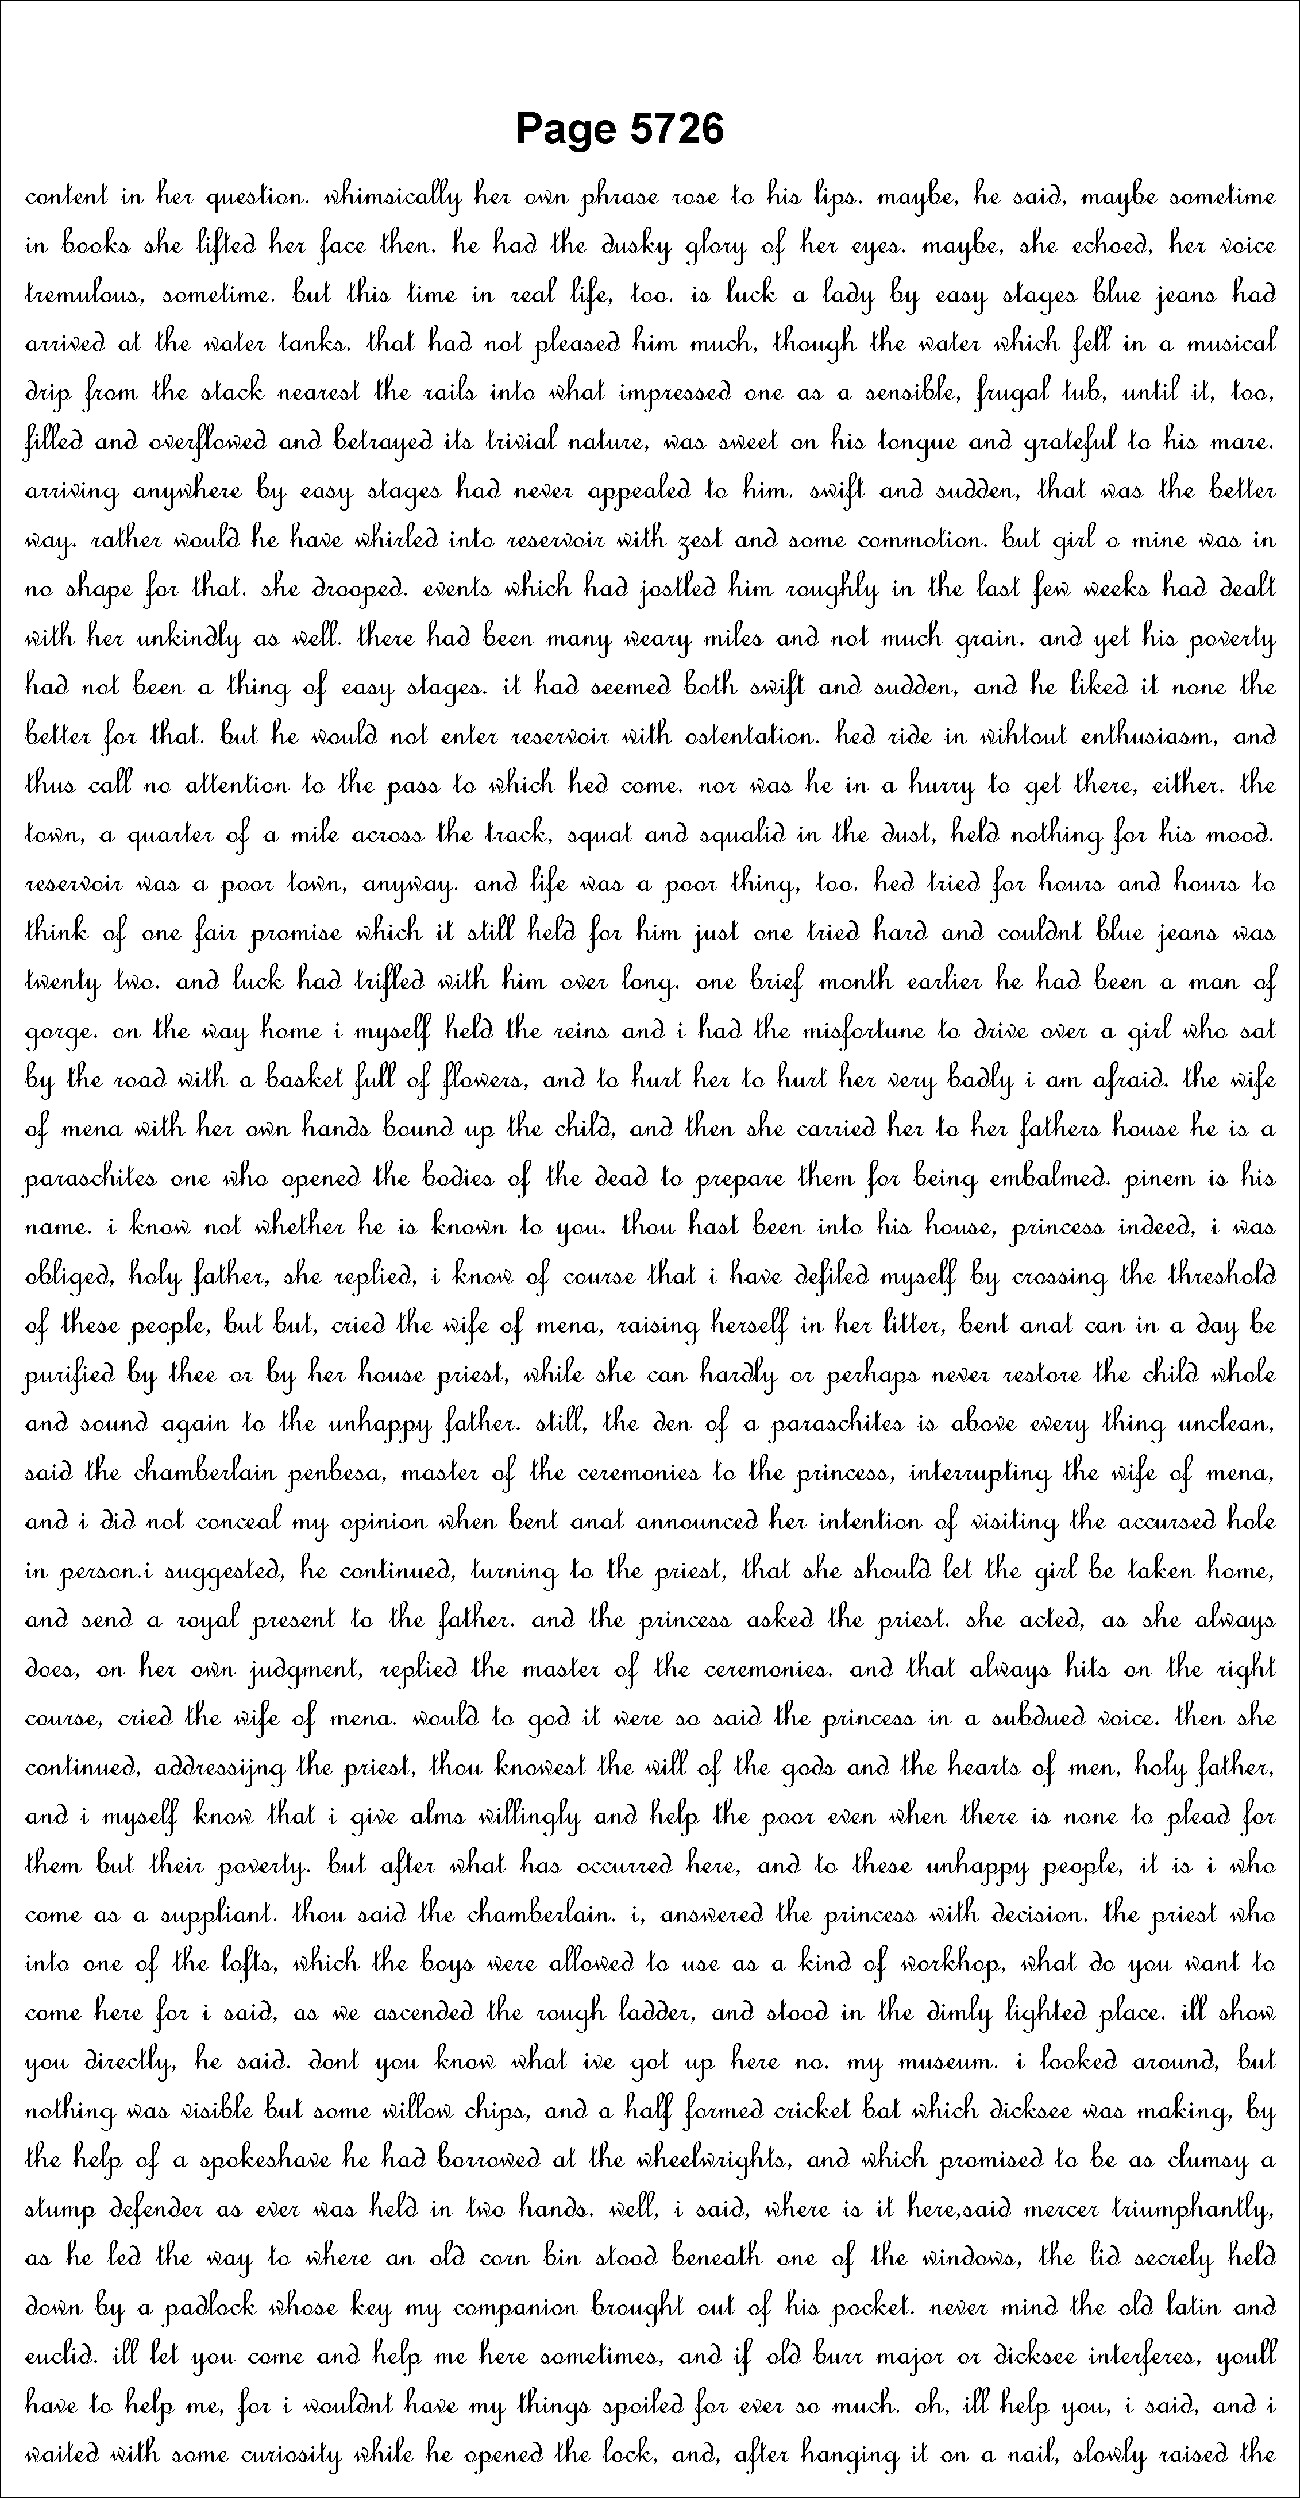 Page 5726
content in her question. whimsically her own phrase rose to his lips. maybe, he said, maybe sometime
in books she lifted her face then. he had the dusky glory of her eyes. maybe, she echoed, her voice
tremulous, sometime. but this time in real life, too. is luck a lady by easy stages blue jeans had
arrived at the water tanks. that had not pleased him much, though the water which fell in a musical
drip from the stack nearest the rails into what impressed one as a sensible, frugal tub, until it, too,
filled and overflowed and betrayed its trivial nature, was sweet on his tongue and grateful to his mare.
arriving anywhere by easy stages had never appealed to him. swift and sudden, that was the better
way. rather would he have whirled into reservoir with zest and some commotion. but girl o mine was in
no shape for that. she drooped. events which had jostled him roughly in the last few weeks had dealt
with her unkindly as well. there had been many weary miles and not much grain. and yet his poverty
had not been a thing of easy stages. it had seemed both swift and sudden, and he liked it none the
better for that. but he would not enter reservoir with ostentation. hed ride in wihtout enthusiasm, and
thus call no attention to the pass to which hed come. nor was he in a hurry to get there, either. the
town, a quarter of a mile across the track, squat and squalid in the dust, held nothing for his mood.
reservoir was a poor town, anyway. and life was a poor thing, too. hed tried for hours and hours to
think of one fair promise which it still held for him just one tried hard and couldnt blue jeans was
twenty two. and luck had trifled with him over long. one brief month earlier he had been a man of
gorge. on the way home i myself held the reins and i had the misfortune to drive over a girl who sat
by the road with a basket full of flowers, and to hurt her to hurt her very badly i am afraid. the wife
of mena with her own hands bound up the child, and then she carried her to her fathers house he is a
paraschites one who opened the bodies of the dead to prepare them for being embalmed. pinem is his
name. i know not whether he is known to you. thou hast been into his house, princess indeed, i was
obliged, holy father, she replied, i know of course that i have defiled myself by crossing the threshold
of these people, but but, cried the wife of mena, raising herself in her litter, bent anat can in a day be
purified by thee or by her house priest, while she can hardly or perhaps never restore the child whole
and sound again to the unhappy father. still, the den of a paraschites is above every thing unclean,
said the chamberlain penbesa, master of the ceremonies to the princess, interrupting the wife of mena,
and i did not conceal my opinion when bent anat announced her intention of visiting the accursed hole
in person.i suggested, he continued, turning to the priest, that she should let the girl be taken home,
and send a royal present to the father. and the princess asked the priest. she acted, as she always
does, on her own judgment, replied the master of the ceremonies. and that always hits on the right
course, cried the wife of mena. would to god it were so said the princess in a subdued voice. then she
continued, addressijng the priest, thou knowest the will of the gods and the hearts of men, holy father,
and i myself know that i give alms willingly and help the poor even when there is none to plead for
them but their poverty. but after what has occurred here, and to these unhappy people, it is i who
come as a suppliant. thou said the chamberlain. i, answered the princess with decision. the priest who
into one of the lofts, which the boys were allowed to use as a kind of workhop, what do you want to
come here for i said, as we ascended the rough ladder, and stood in the dimly lighted place. ill show
you directly, he said. dont you know what ive got up here no. my museum. i looked around, but
nothing was visible but some willow chips, and a half formed cricket bat which dicksee was making, by
the help of a spokeshave he had borrowed at the wheelwrights, and which promised to be as clumsy a
stump defender as ever was held in two hands. well, i said, where is it here,said mercer triumphantly,
as he led the way to where an old corn bin stood beneath one of the windows, the lid secrely held
down by a padlock whose key my companion brought out of his pocket. never mind the old latin and
euclid. ill let you come and help me here sometimes, and if old burr major or dicksee interferes, youll
have to help me, for i wouldnt have my things spoiled for ever so much. oh, ill help you, i said, and i
waited with some curiosity while he opened the lock, and, after hanging it on a nail, slowly raised the